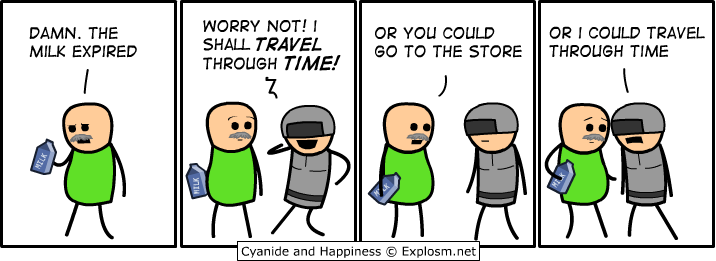 DAMN. THE
MILK EXPIRED
MILK
WORRY NOT! I
SHALL TRAVEL
THROUGH TIME!
MILK
OR YOU COULD
GO TO THE STORE
MILK
OR I COULD TRAVEL
THROUGH TIME
MILK
Cyanide and Happiness © Explosm.net